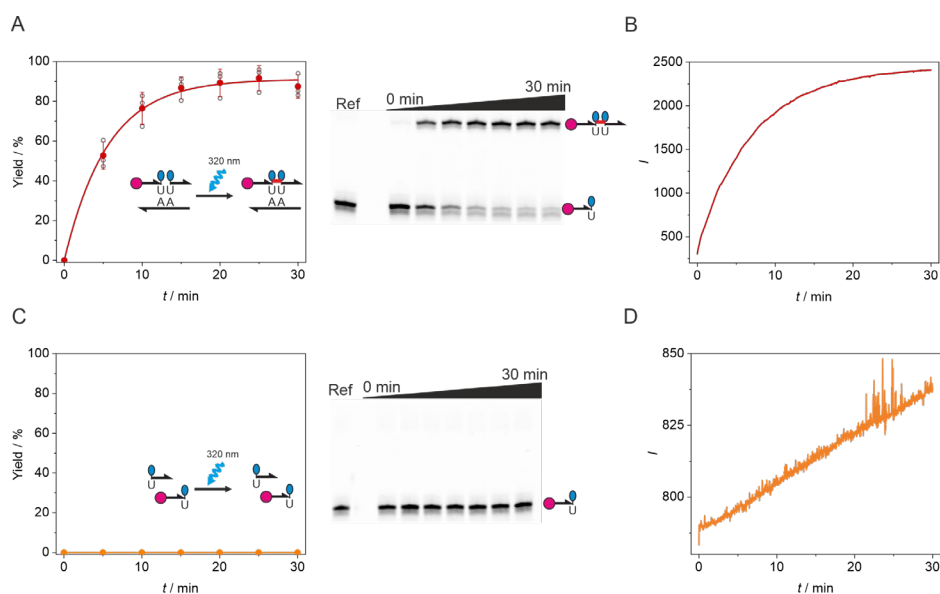 A
Yield / %
100
80
60
40
20
0
0
10
20
30
t / min
320 nm
U U
A A
U U
A A
Ref
0 min
30 min
U U
U
B
I
2500
2000
1500
1000
500
0
10
20
30
t / min
C
Yield / %
100
80
60
40
20
0
0
10
20
30
t / min
320 nm
U
U
U
U
Ref
0 min
30 min
U
D
I
850
825
800
0
10
20
30
t / min